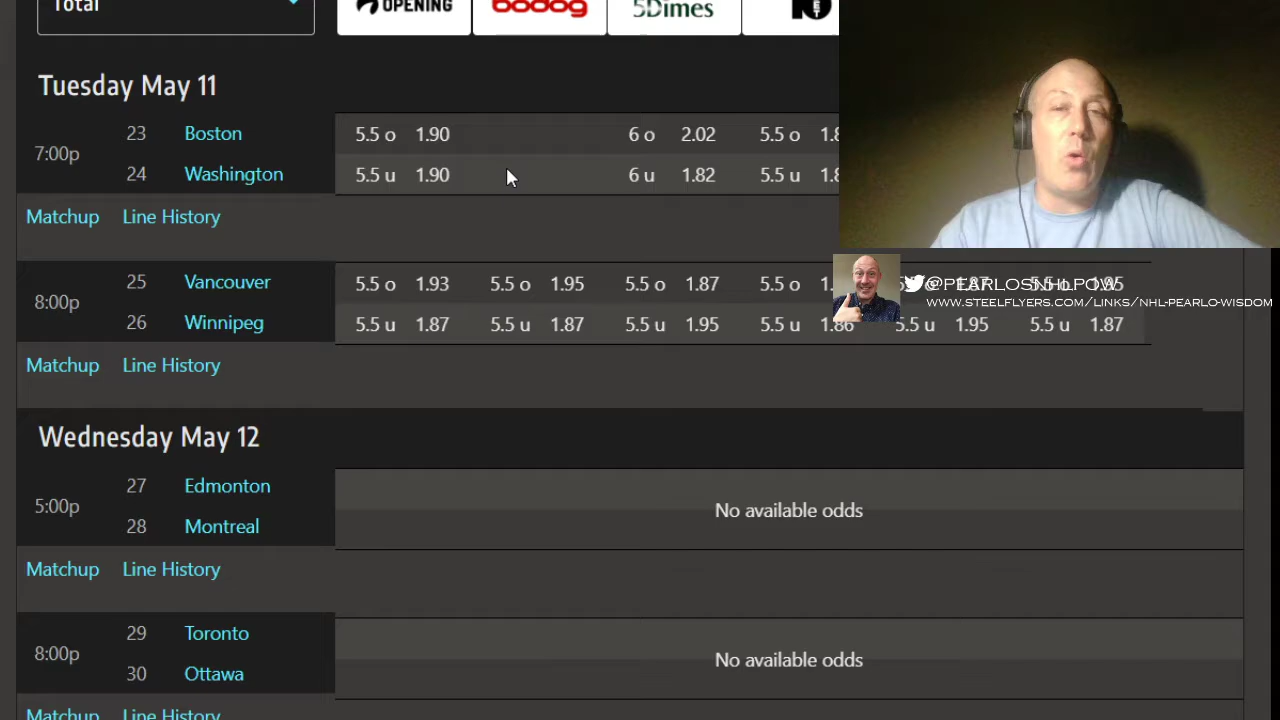 Total
OPENING
bodog
5Dimes
Tuesday May 11
7:00p
23 Boston 5.5 o 1.90 6 o 2.02 5.5 o
24 Washington 5.5 u 1.90 6 u 1.82 5.5 u
Matchup Line History
8:00p
25 Vancouver 5.5 o 1.93 5.5 o 1.95 5.5 o 1.87 5.5 o
26 Winnipeg 5.5 u 1.87 5.5 u 1.87 5.5 u 1.95 5.5 u 1.86 5.5 u 1.95 5.5 u 1.87
@PEARLOSNHLPOW
WWW.STEELFLYERS.COM/LINKS/NHL-PEARLO-WISDOM
Matchup Line History
Wednesday May 12
5:00p
27 Edmonton
28 Montreal
No available odds
Matchup Line History
8:00p
29 Toronto
30 Ottawa
No available odds
Matchup Line History